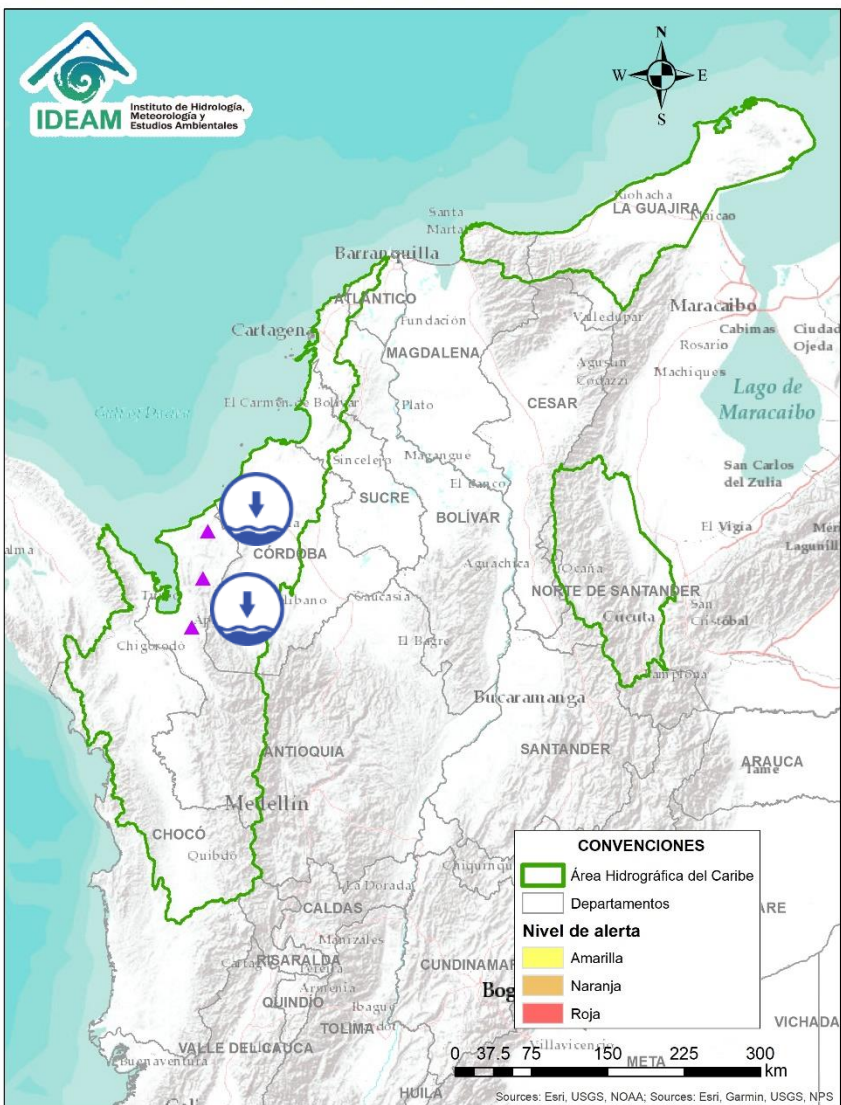 IDEAM
Instituto de Hidrología,
Meteorología y
Estudios Ambientales
N
W
E
S
Riohacha
LA GUAJIRA
Maicao
Santa
Marta
Barranquilla
ATLÁNTICO
Maracaibo
Cartagena
Fundación
Valledupar
Cabimas
Ciudad
Ojeda
MAGDALENA
Rosario
Agustín
Codazzi
Machiques
El Carmen de Bolívar
Plato
CESAR
Lago de
Maracaibo
Sincelejo
Magangue
San Carlos
del Zulia
SUCRE
El Banco
BOLÍVAR
El Vigía
CÓRDOBA
Aguachica
Ocaña
NORTE DE SANTANDER
Caucasia
San
Cristóbal
Cucuta
El Bagre
Chigorodó
Pamplona
Bucaramanga
ANTIOQUIA
SANTANDER
ARAUCA
Tame
Medellín
CHOCÓ
Quibdó
La Dorada
CALDAS
Manizales
RISARALDA
Pereira
Armenia
QUINDÍO
Ibague
TOLIMA
VALLE DEL CAUCA
Buenaventura
HUILA
Villavicencio
META
VICHADA
CONVENCIONES
Área Hidrográfica del Caribe
Departamentos
Nivel de alerta
Amarilla
Naranja
Roja
0 37.5 75 150 225 300
km
Sources: Esri, USGS, NOAA; Sources: Esri, Garmin, USGS, NPS